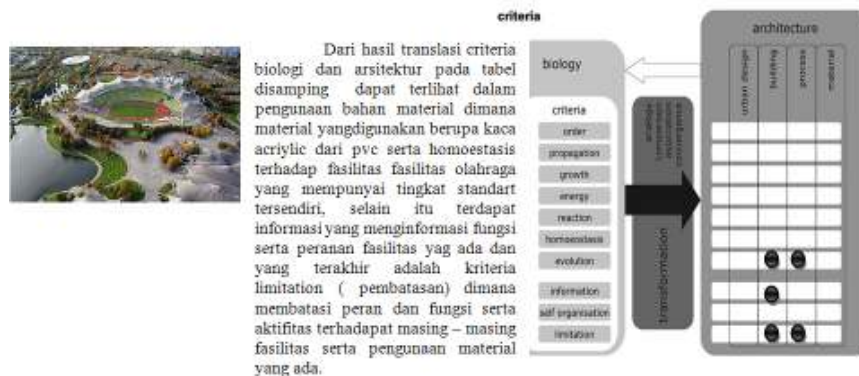 criteria
Dari hasil translasi criteria
biologi dan arsitektur pada tabel
disamping dapat terlihat dalam
pengunaan bahan material dimana
material yangdigunakan berupa kaca
acriylic dari pvc serta homoestasis
terhadap fasilitas fasilitas olahraga
yang mempunyai tingkat standart
tersendiri, selain itu terdapat
informasi yang menginformasi fungsi
serta peranan fasilitas yag ada dan
yang terakhir adalah kriteria
limitation ( pembatasan) dimana
membatasi peran dan fungsi serta
aktifitas terhadapat masing – masing
fasilitas serta pengunaan material
yang ada.
biology
criteria
order
propagation
growth
energy
reaction
homoeostasis
evolution
information
self organisation
limitation
convergence
transformation
architecture
urban design
building
process
material